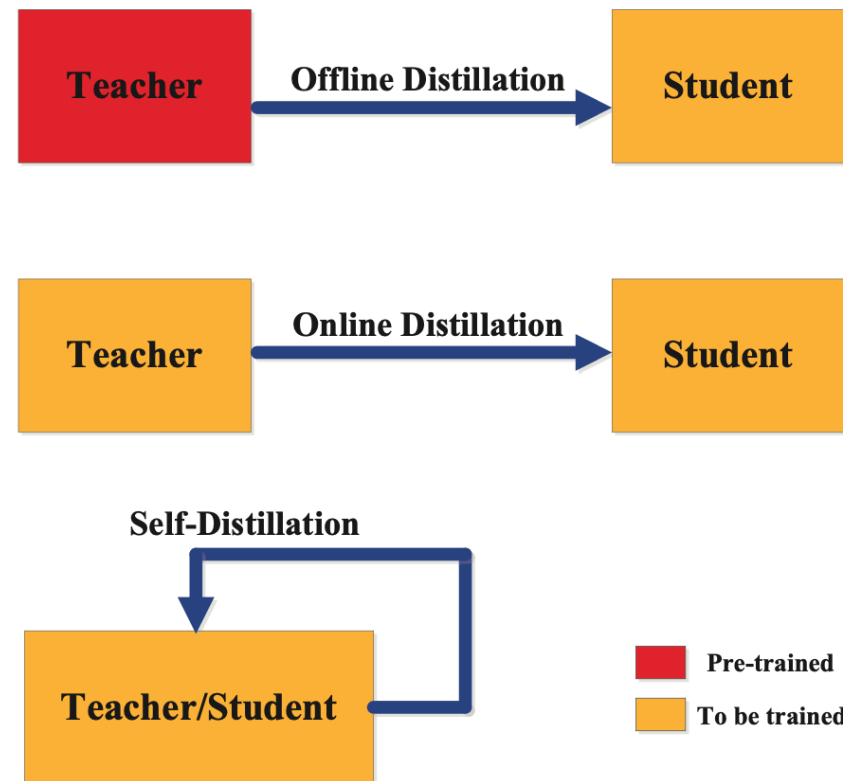 Teacher
Offline Distillation
Student
Teacher
Online Distillation
Student
Self-Distillation
Teacher/Student
Pre-trained
To be trained